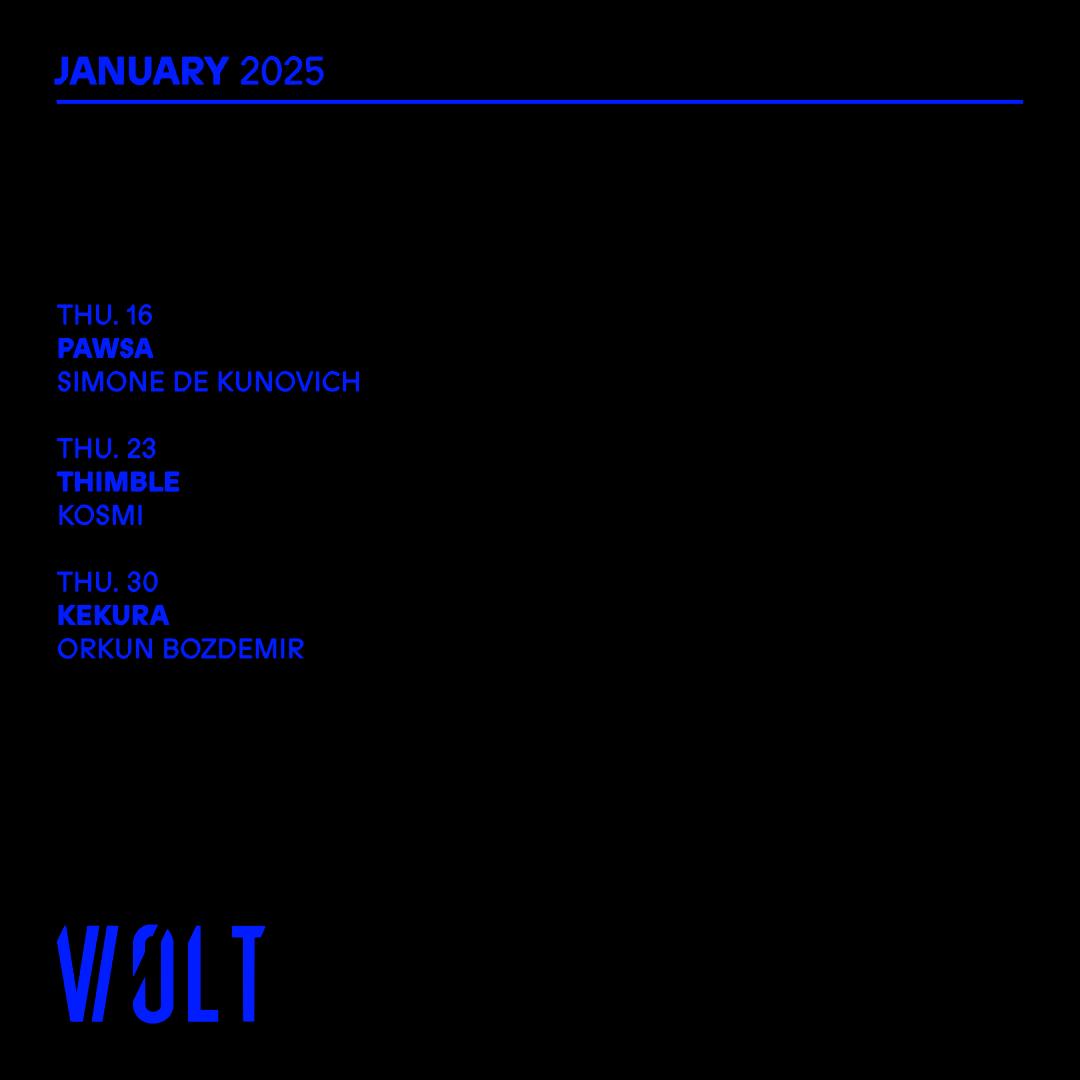 JANUARY 2025
THU. 16
PAWSA
SIMONE DE KUNOVICH
THU. 23
THIMBLE
KOSMI
THU. 30
KEKURA
ORKUN BOZDEMIR
VOLT